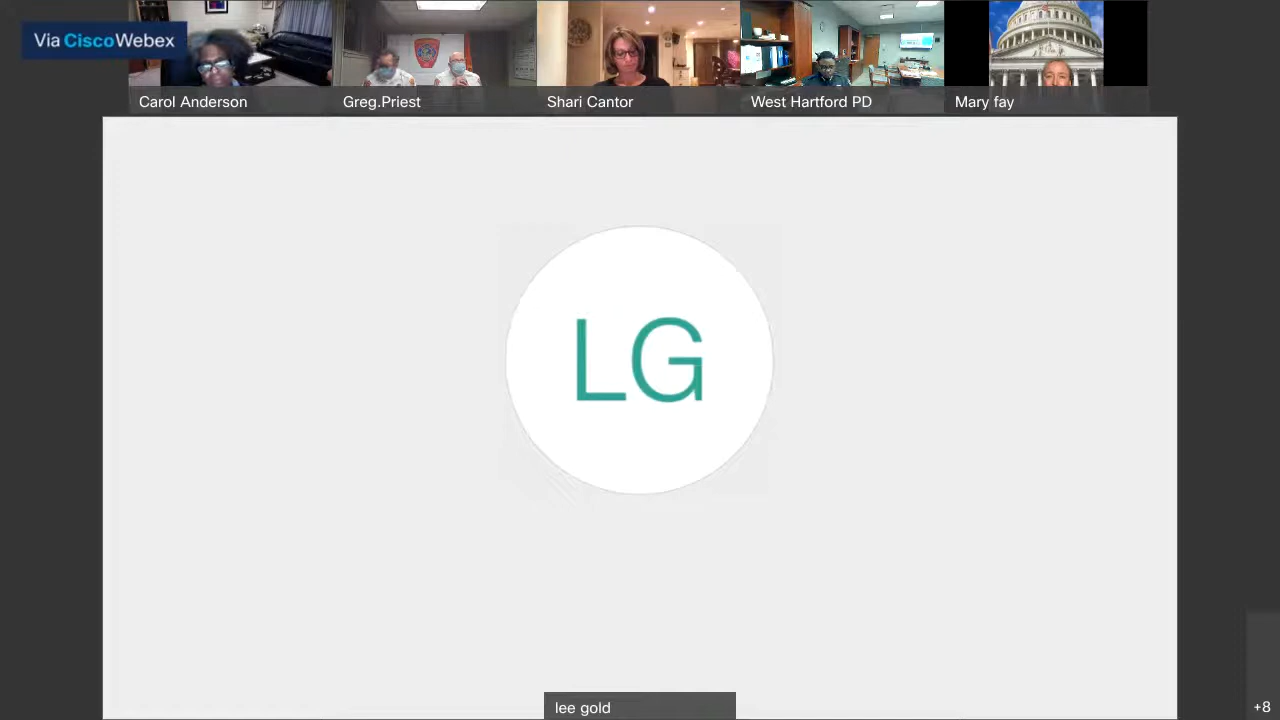 Via CiscoWebex
Carol Anderson
Greg.Priest
Shari Cantor
West Hartford PD
Mary fay
LG
lee gold
+8